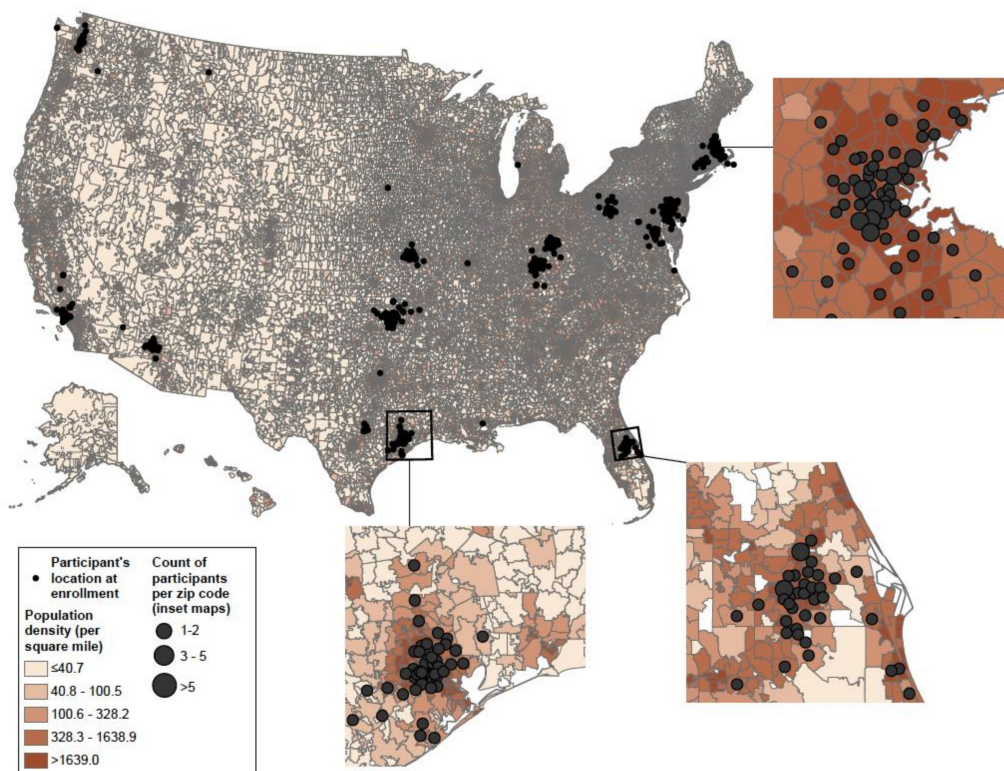 Participant's
location at
enrollment
Population
density (per
square mile)
≤40.7
40.8 - 100.5
100.6 - 328.2
328.3 - 1638.9
>1639.0
Count of
participants
per zip code
(inset maps)
1-2
3 - 5
>5